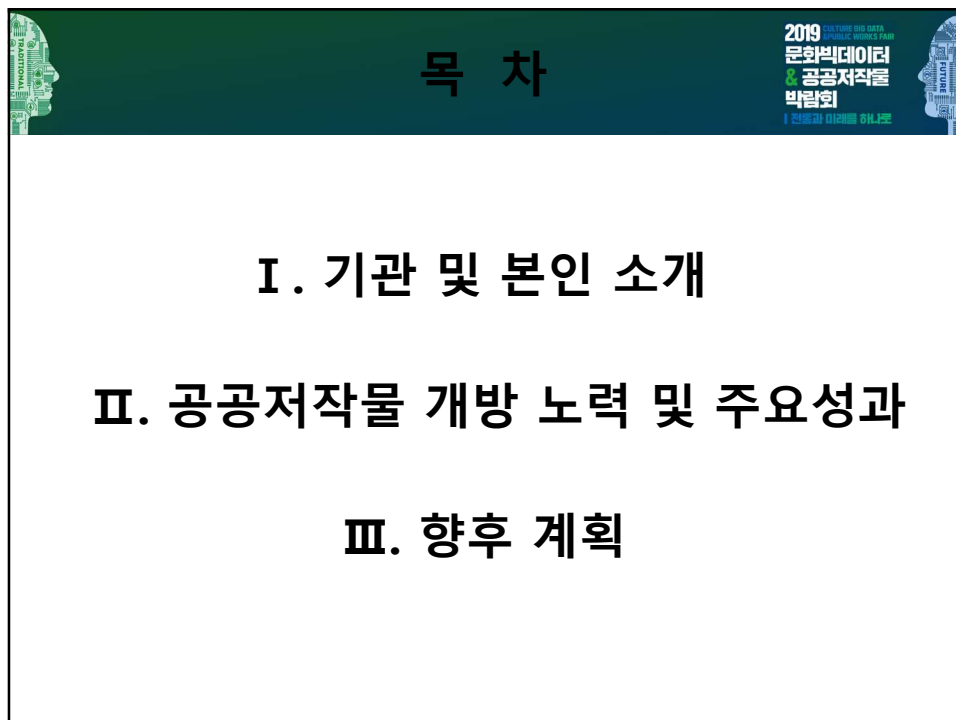 TRADITIONAL
목 차
2019 CULTURE BIG DATA
&PUBLIC WORKS FAIR
문화빅데이터
& 공공저작물
박람회
| 전통과 미래를 하나로
FUTURE
Ⅰ. 기관 및 본인 소개
Ⅱ. 공공저작물 개방 노력 및 주요성과
Ⅲ. 향후 계획